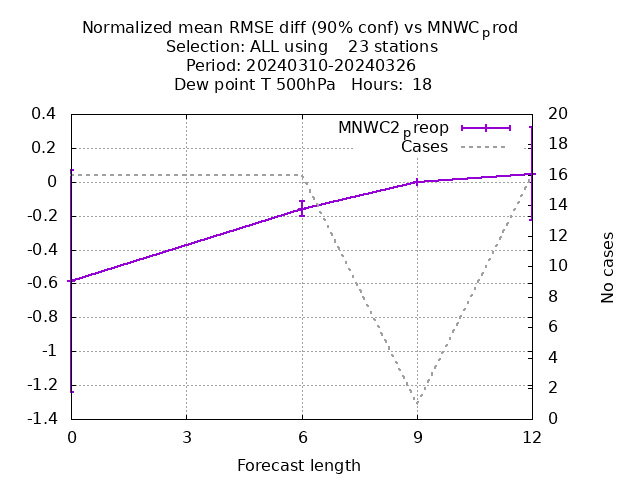 Normalized mean RMSE diff (90% conf) vs MNWCprod
Selection: ALL using    23 stations
Period: 20240310-20240326
Dew point T 500hPa   Hours: 18
MNWC2preop
Cases
0.4
0.2
0
-0.2
-0.4
-0.6
-0.8
-1
-1.2
-1.4
20
18
16
14
12
10
8
6
4
2
0
No cases
0 3 6 9 12
Forecast length